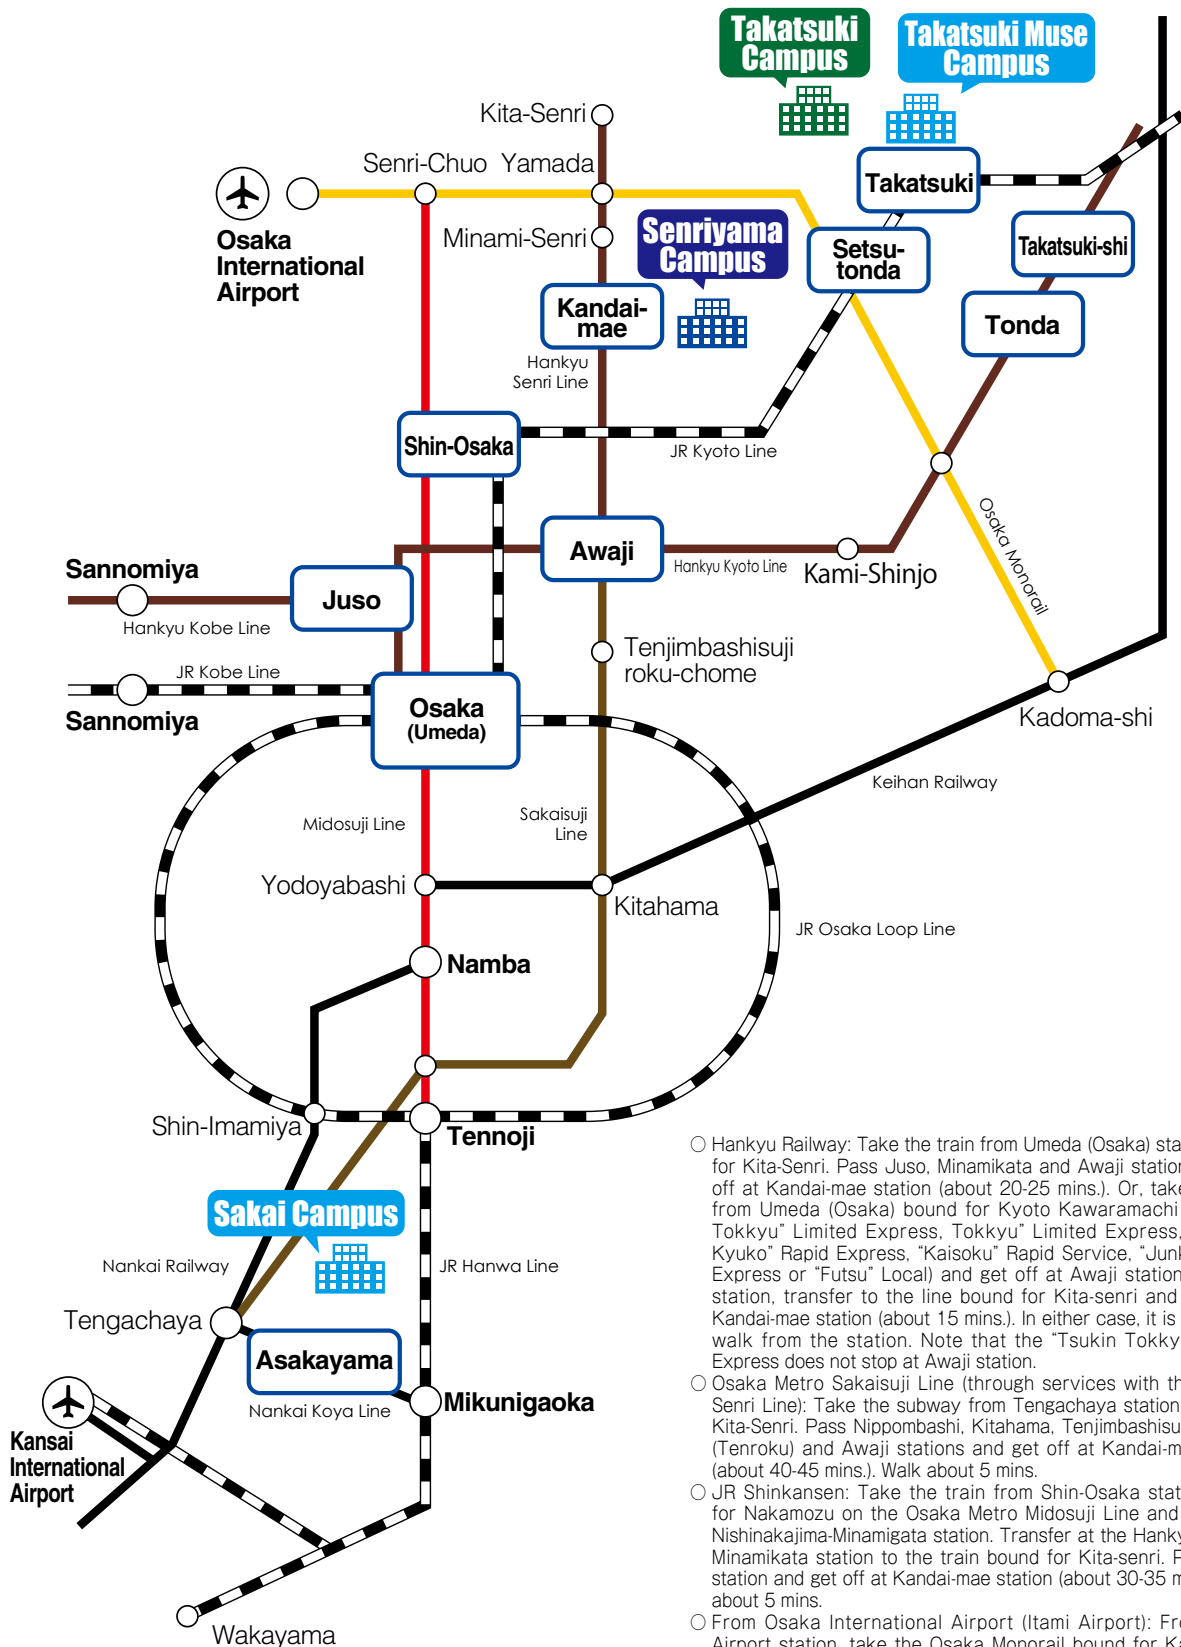 Takatsuki
Campus
Takatsuki Muse
Campus
Kita-Senri
Senri-Chuo
Yamada
Takatsuki
Osaka
International
Airport
Minami-Senri
Senriyama
Campus
Setsu-
tonda
Takatsuki-shi
Kandai-
mae
Tonda
Hankyu
Senri Line
Shin-Osaka
JR Kyoto Line
Osaka Monorail
Awaji
Hankyu Kyoto Line
Kami-Shinjo
Sannomiya
Juso
Hankyu Kobe Line
Tenjimbashisuji
roku-chome
JR Kobe Line
Sannomiya
Osaka
(Umeda)
Kadoma-shi
Keihan Railway
Midosuji Line
Sakaisuji
Line
Yodoyabashi
Kitahama
JR Osaka Loop Line
Namba
Shin-Imamiya
Tennoji
Sakai Campus
Nankai Railway
JR Hanwa Line
Tengachaya
Asakayama
Nankai Koya Line
Mikunigaoka
Kansai
International
Airport
Wakayama
○ Hankyu Railway: Take the train from Umeda (Osaka) sta
for Kita-Senri. Pass Juso, Minamikata and Awaji station
off at Kandai-mae station (about 20-25 mins.). Or, take
from Umeda (Osaka) bound for Kyoto Kawaramachi
Tokkyu" Limited Express, Tokkyu" Limited Express,
Kyuko" Rapid Express, "Kaisoku" Rapid Service, "Junk
Express or "Futsu" Local) and get off at Awaji station
station, transfer to the line bound for Kita-senri and
Kandai-mae station (about 15 mins.). In either case, it is
walk from the station. Note that the "Tsukin Tokky
Express does not stop at Awaji station.
○ Osaka Metro Sakaisuji Line (through services with th
Senri Line): Take the subway from Tengachaya station
Kita-Senri. Pass Nippombashi, Kitahama, Tenjimbashisu
(Tenroku) and Awaji stations and get off at Kandai-m
(about 40-45 mins.). Walk about 5 mins.
○ JR Shinkansen: Take the train from Shin-Osaka stat
for Nakamozu on the Osaka Metro Midosuji Line and
Nishinakajima-Minamigata station. Transfer at the Hanky
Minamikata station to the train bound for Kita-senri. P
station and get off at Kandai-mae station (about 30-35 m
about 5 mins.
○ From Osaka International Airport (Itami Airport): Fr
Airport station, take the Osaka Monorail bound for Ka